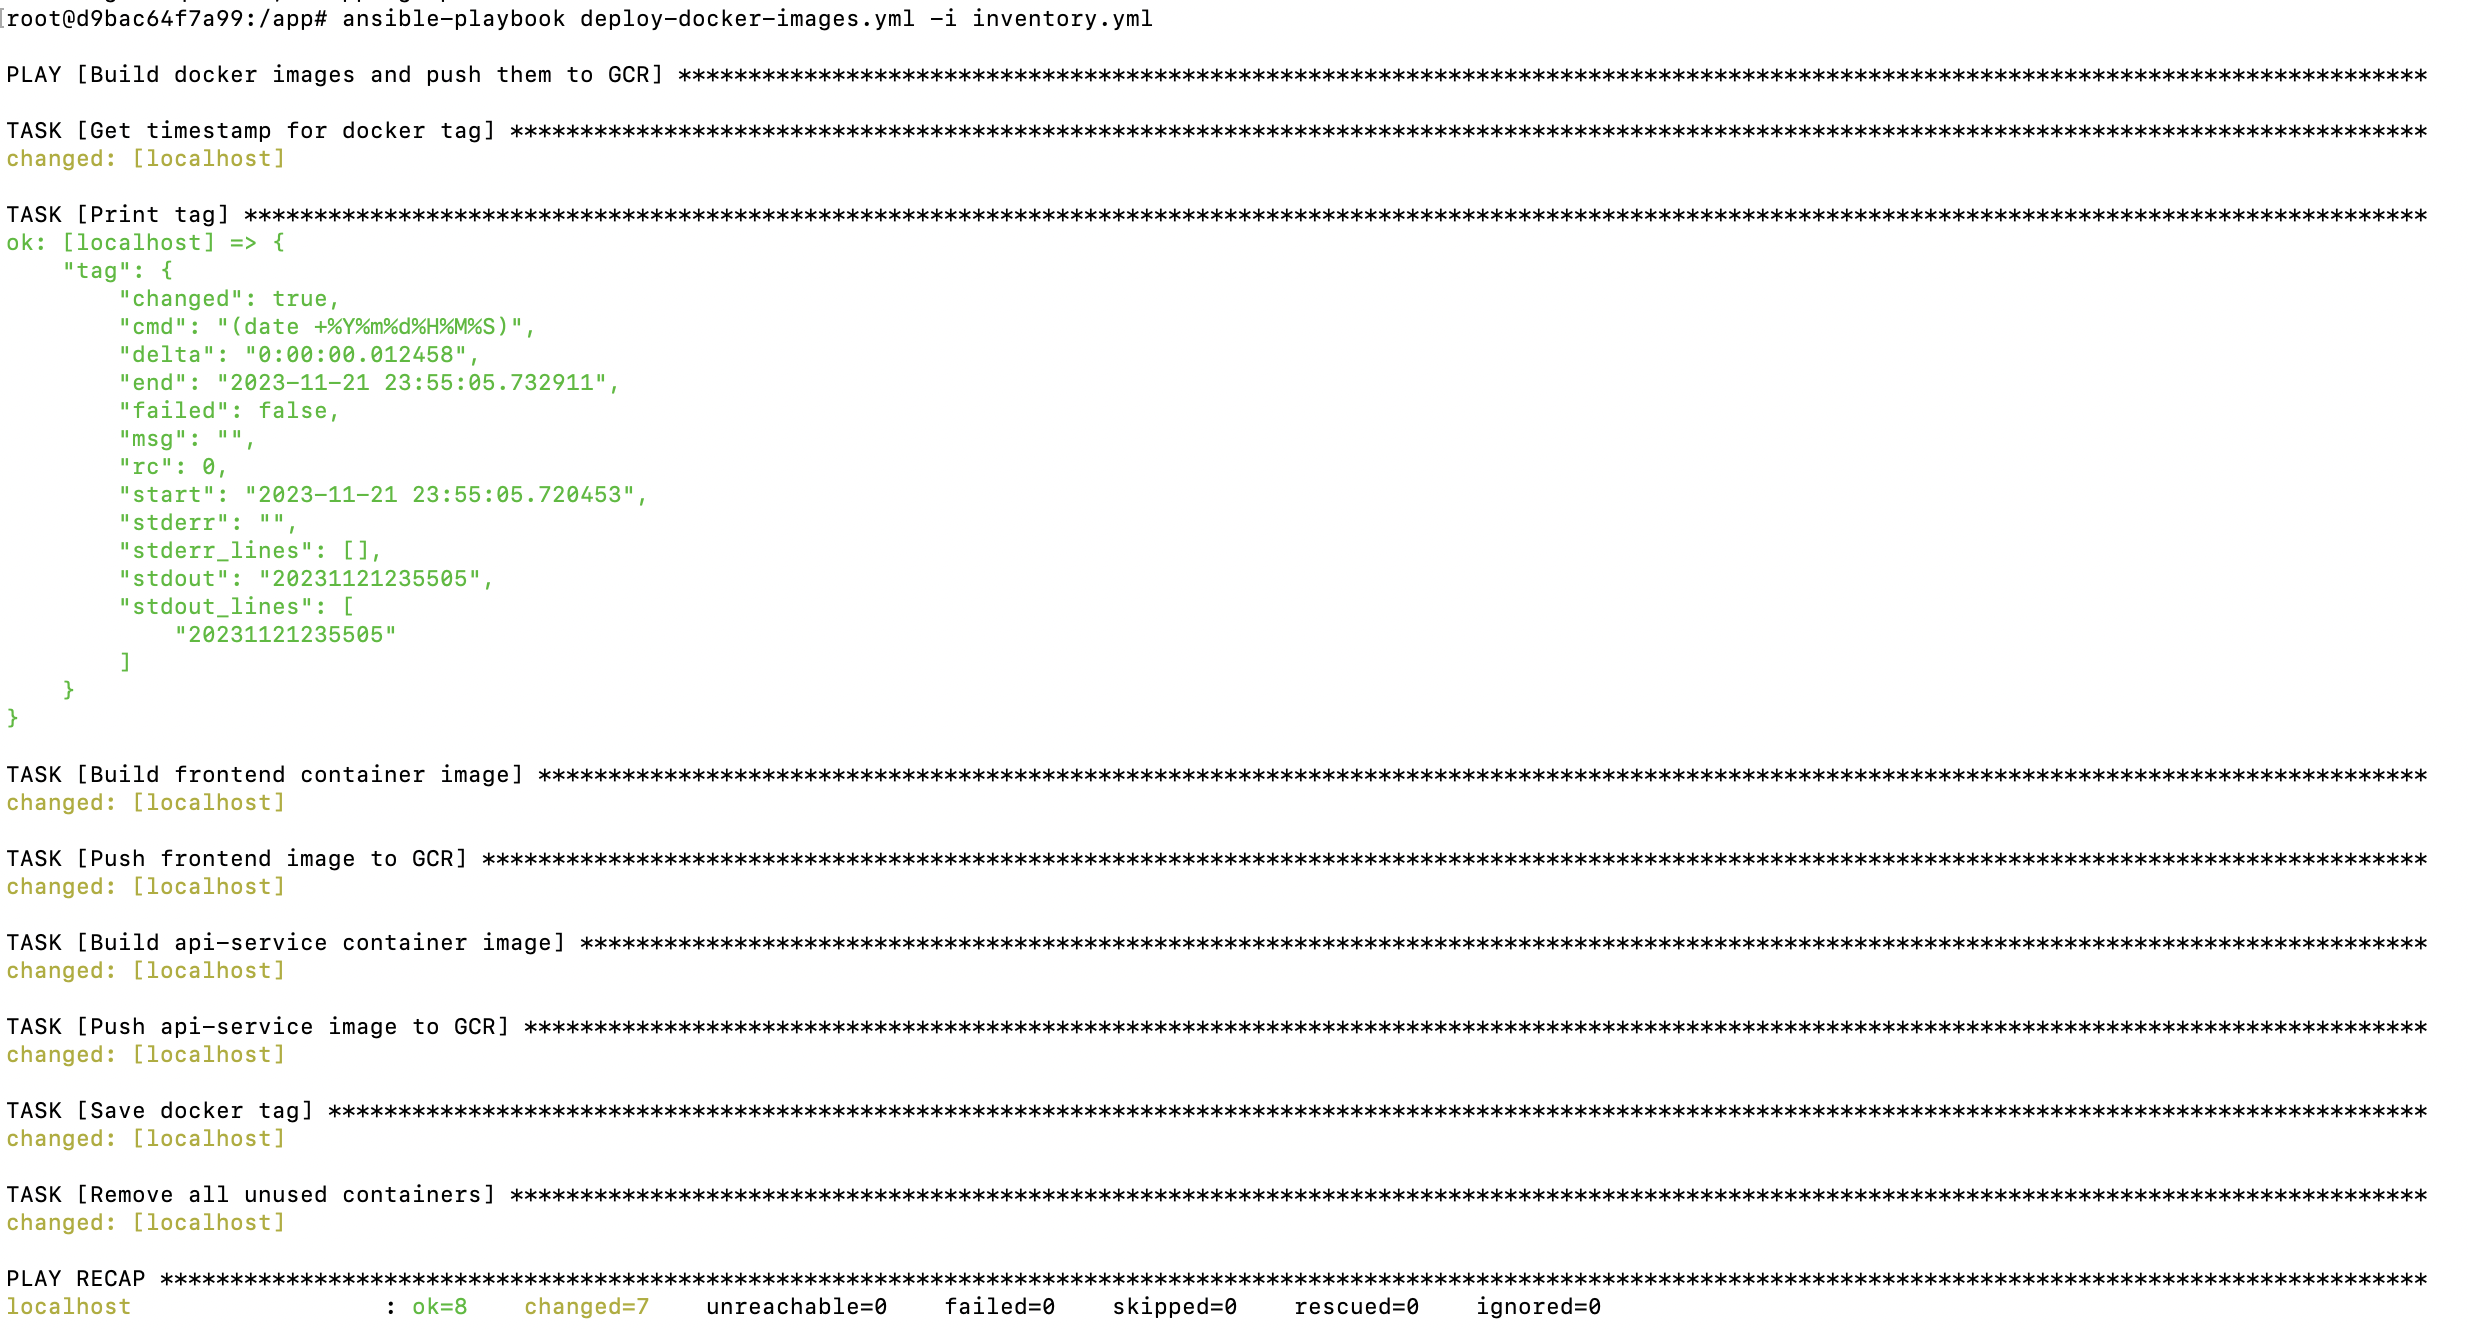 [root@d9bac64f7a99:/app# ansible-playbook deploy-docker-images.yml -i inventory.yml
PLAY [Build docker images and push them to GCR] *****************************************************************************************************************************
TASK [Get timestamp for docker tag] *****************************************************************************************************************************************
changed: [localhost]
TASK [Print tag] ************************************************************************************************************************************************************
ok: [localhost] => {
    "tag": {
        "changed": true,
        "cmd": "(date +%Y%m%d%H%M%S)",
        "delta": "0:00:00.012458",
        "end": "2023-11-21 23:55:05.732911",
        "failed": false,
        "msg": "",
        "rc": 0,
        "start": "2023-11-21 23:55:05.720453",
        "stderr": "",
        "stderr_lines": [],
        "stdout": "20231121235505",
        "stdout_lines": [
            "20231121235505"
        ]
    }
}
TASK [Build frontend container image] ***************************************************************************************************************************************
changed: [localhost]
TASK [Push frontend image to GCR] *******************************************************************************************************************************************
changed: [localhost]
TASK [Build api-service container image] ************************************************************************************************************************************
changed: [localhost]
TASK [Push api-service image to GCR] ****************************************************************************************************************************************
changed: [localhost]
TASK [Save docker tag] ******************************************************************************************************************************************************
changed: [localhost]
TASK [Remove all unused containers] *****************************************************************************************************************************************
changed: [localhost]
PLAY RECAP ******************************************************************************************************************************************************************
localhost                  : ok=8    changed=7    unreachable=0    failed=0    skipped=0    rescued=0    ignored=0